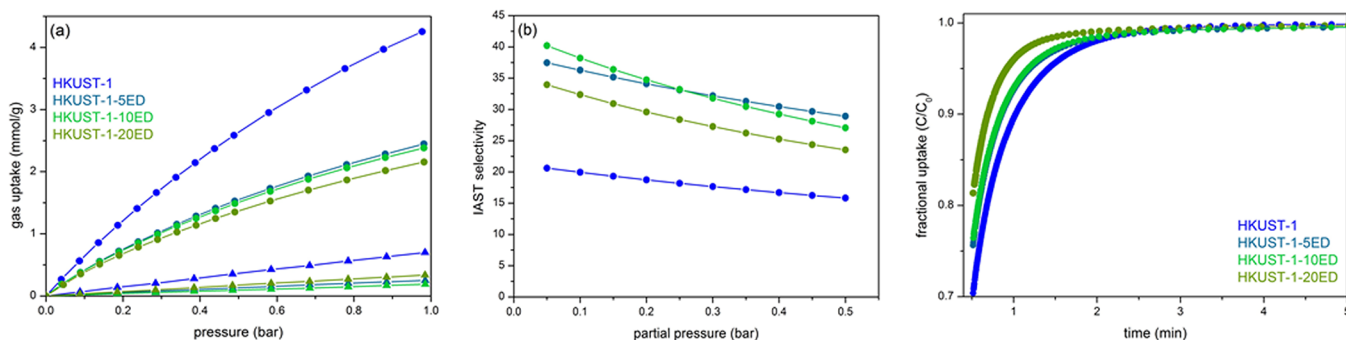 (a)
HKUST-1
HKUST-1-5ED
HKUST-1-10ED
HKUST-1-20ED
gas uptake (mmol/g)
4
3
2
1
0
0.0
0.2
0.4
0.6
0.8
1.0
pressure (bar)
(b)
IAST selectivity
45
40
35
30
25
20
15
10
5
0
0.0
0.1
0.2
0.3
0.4
0.5
partial pressure (bar)
fractional uptake (C/C₀)
1.0
0.9
0.8
0.7
1
2
3
4
5
HKUST-1
HKUST-1-5ED
HKUST-1-10ED
HKUST-1-20ED
time (min)